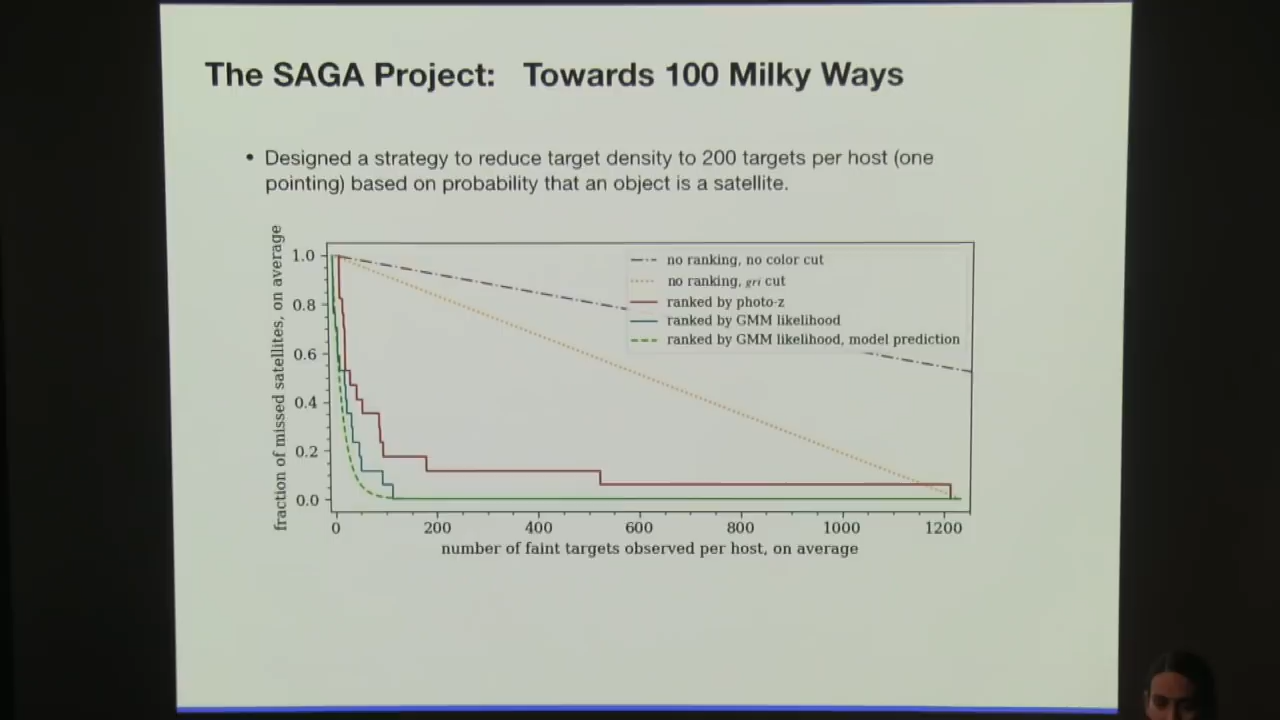 The SAGA Project: Towards 100 Milky Ways
• Designed a strategy to reduce target density to 200 targets per host (one
pointing) based on probability that an object is a satellite.
fraction of missed satellites, on average
1.0
0.8
0.6
0.4
0.2
0.0
no ranking, no color cut
no ranking, gri cut
ranked by photo-z
ranked by GMM likelihood
ranked by GMM likelihood, model prediction
0 200 400 600 800 1000 1200
number of faint targets observed per host, on average